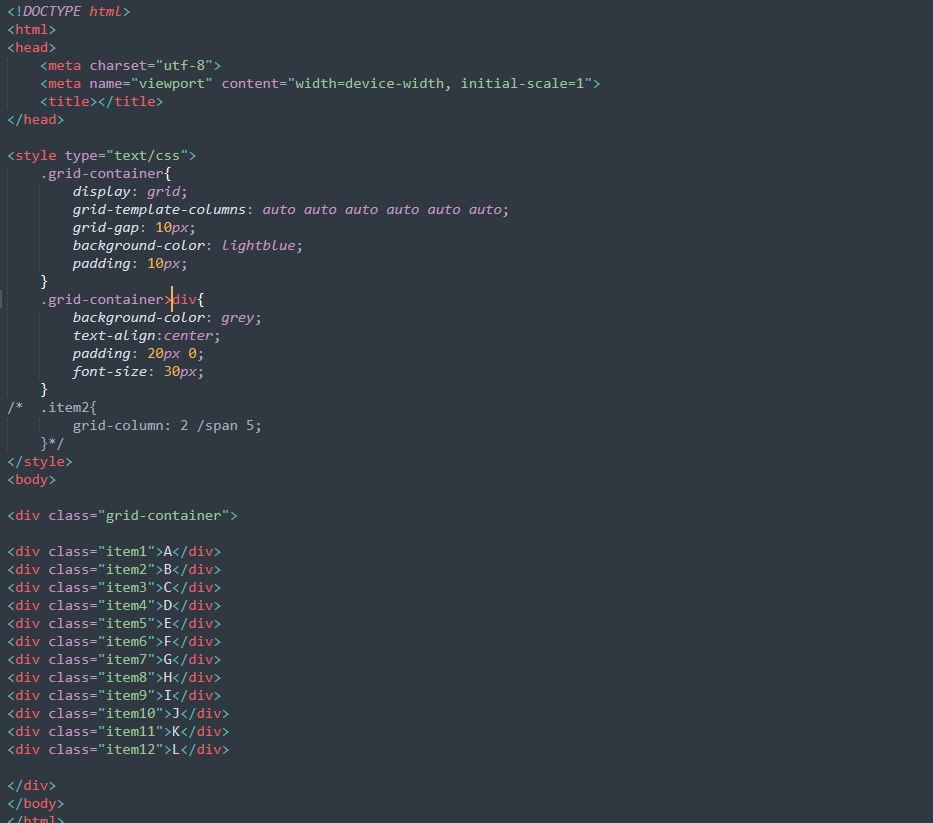 <!DOCTYPE html>
<html>
<head>
    <meta charset="utf-8">
    <meta name="viewport" content="width=device-width, initial-scale=1">
    <title></title>
</head>

<style type="text/css">
    .grid-container{
        display: grid;
        grid-template-columns: auto auto auto auto auto auto;
        grid-gap: 10px;
        background-color: lightblue;
        padding: 10px;
    }
    .grid-container>div{
        background-color: grey;
        text-align:center;
        padding: 20px 0;
        font-size: 30px;
    }
/*  .item2{
        grid-column: 2 /span 5;
    }*/
</style>
<body>

<div class="grid-container">

<div class="item1">A</div>
<div class="item2">B</div>
<div class="item3">C</div>
<div class="item4">D</div>
<div class="item5">E</div>
<div class="item6">F</div>
<div class="item7">G</div>
<div class="item8">H</div>
<div class="item9">I</div>
<div class="item10">J</div>
<div class="item11">K</div>
<div class="item12">L</div>

</div>
</body>
</html>